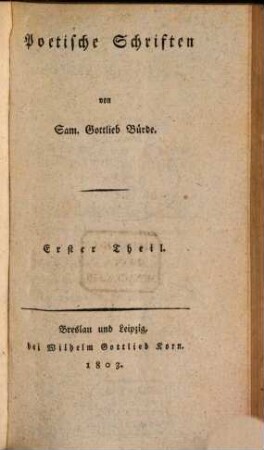 Poetische Schriften
von
Sam. Gottlieb Bürde.
Erster Theil.
Breslau und Leipzig,
bei Wilhelm Gottlieb Korn.
1803.